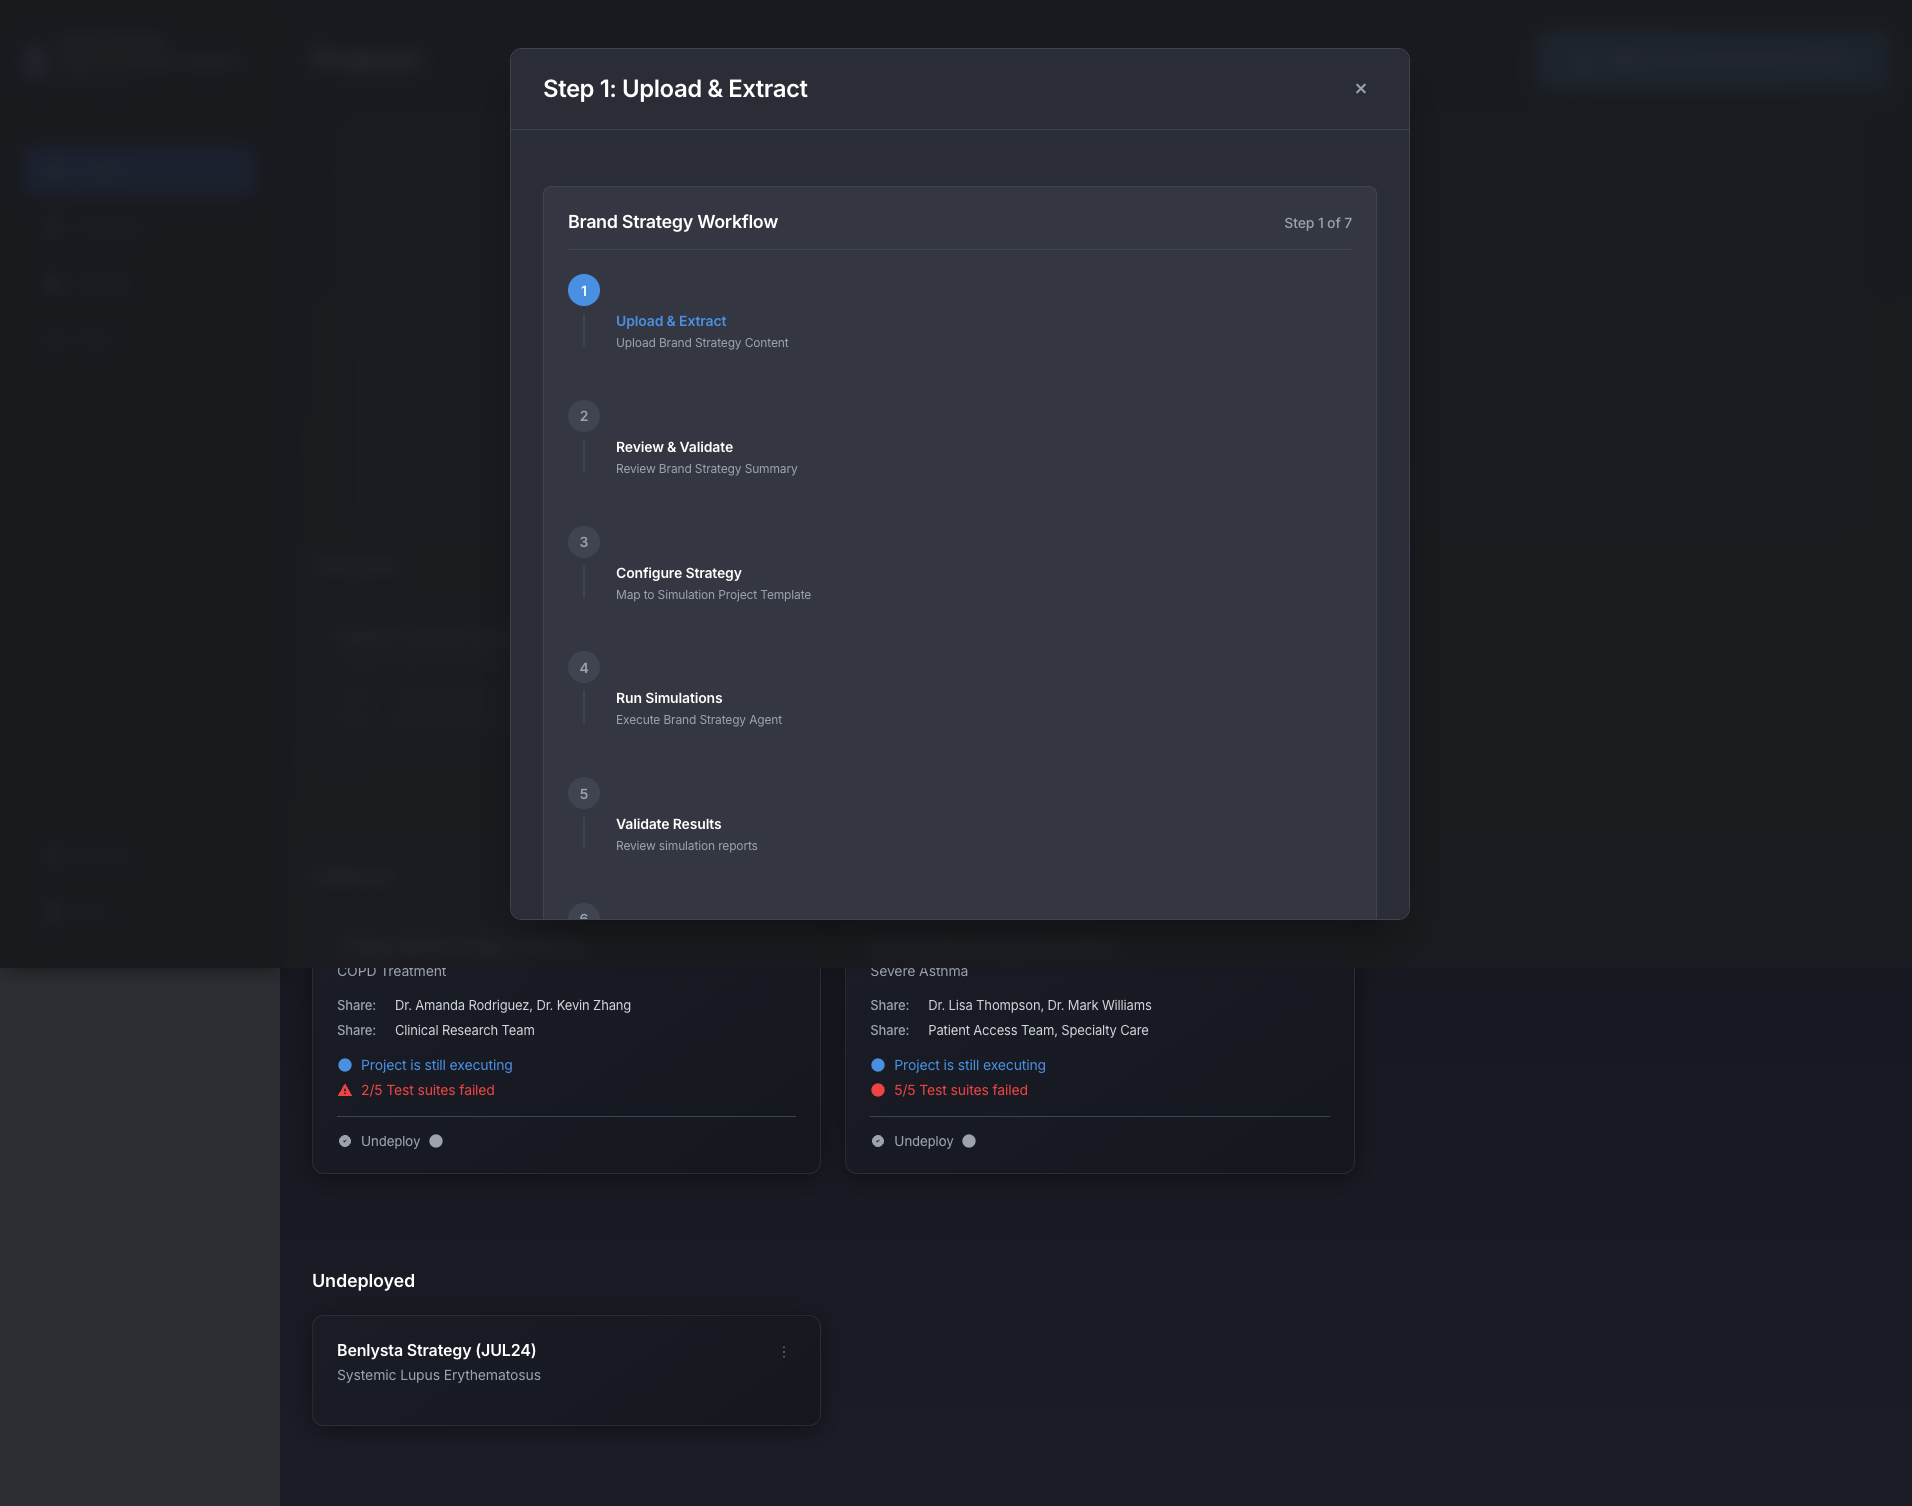 Step 1: Upload & Extract
×
Brand Strategy Workflow
Step 1 of 7
1
Upload & Extract
Upload Brand Strategy Content
2
Review & Validate
Review Brand Strategy Summary
3
Configure Strategy
Map to Simulation Project Template
4
Run Simulations
Execute Brand Strategy Agent
5
Validate Results
Review simulation reports
6
COPD Treatment
Share: Dr. Amanda Rodriguez, Dr. Kevin Zhang
Share: Clinical Research Team
Project is still executing
2/5 Test suites failed
Undeploy
Severe Asthma
Share: Dr. Lisa Thompson, Dr. Mark Williams
Share: Patient Access Team, Specialty Care
Project is still executing
5/5 Test suites failed
Undeploy
Undeployed
Benlysta Strategy (JUL24)
Systemic Lupus Erythematosus